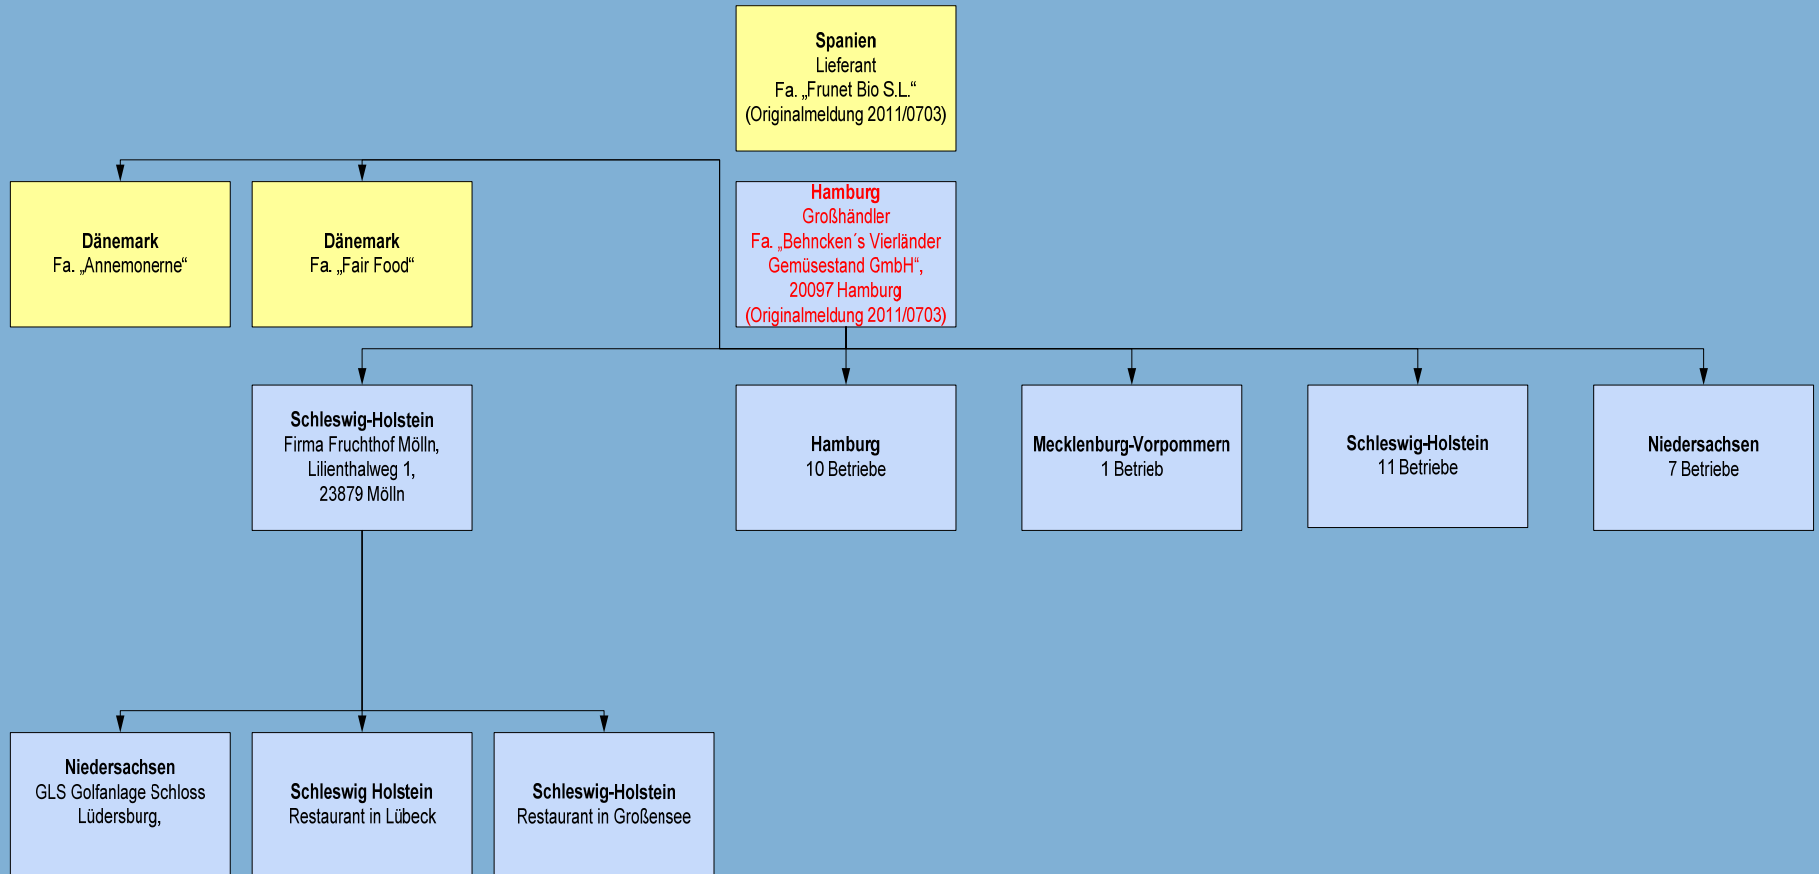 Spanien
Lieferant
Fa. „Frunet Bio S.L.“
(Originalmeldung 2011/0703)
Dänemark
Fa. „Annemonerne“
Dänemark
Fa. „Fair Food“
Hamburg
Großhändler
Fa. „Behncken´s Vierländer
Gemüsestand GmbH“,
20097 Hamburg
(Originalmeldung 2011/0703)
Schleswig-Holstein
Firma Fruchthof Mölln,
Lilienthalweg 1,
23879 Mölln
Hamburg
10 Betriebe
Mecklenburg-Vorpommern
1 Betrieb
Schleswig-Holstein
11 Betriebe
Niedersachsen
7 Betriebe
Niedersachsen
GLS Golfanlage Schloss
Lüdersburg,
Schleswig Holstein
Restaurant in Lübeck
Schleswig-Holstein
Restaurant in Großensee